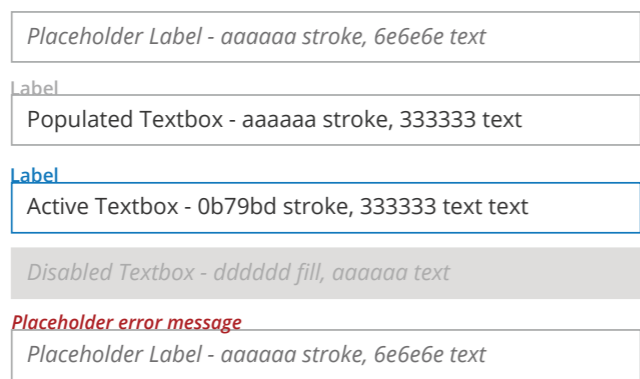 Placeholder Label - aaaaaa stroke, 6e6e6e text
Label
Populated Textbox - aaaaaa stroke, 333333 text
Label
Active Textbox - 0b79bd stroke, 333333 text text
Disabled Textbox - dddddd fill, aaaaaa text
Placeholder error message
Placeholder Label - aaaaaa stroke, 6e6e6e text